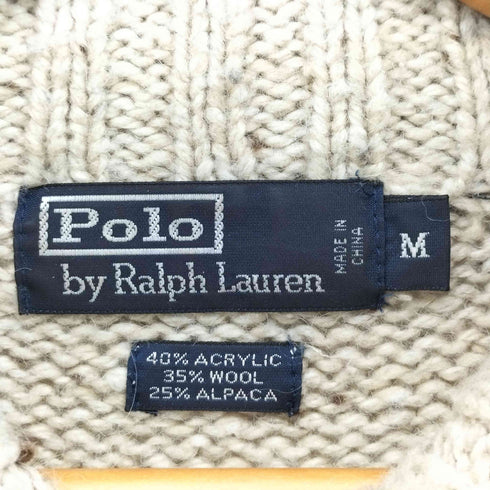 Polo
by Ralph Lauren
MADE IN
CHINA
M
40% ACRYLIC
35% WOOL
25% ALPACA